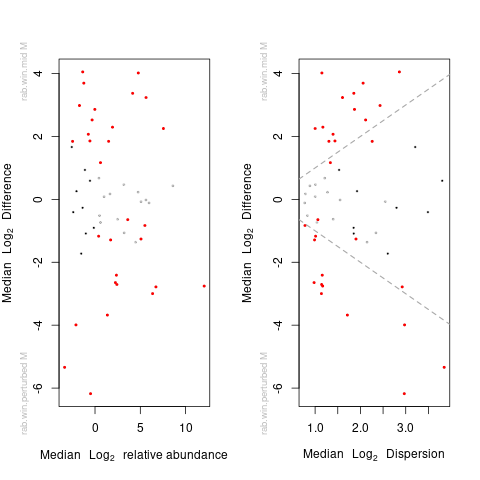 rab.win.mid M
rab.win.perturbed M
Median Log2 Difference
4
2
0
-2
-4
-6
0 5 10
Median Log2 relative abundance
rab.win.mid M
rab.win.perturbed M
Median Log2 Difference
4
2
0
-2
-4
-6
1.0 2.0 3.0
Median Log2 Dispersion